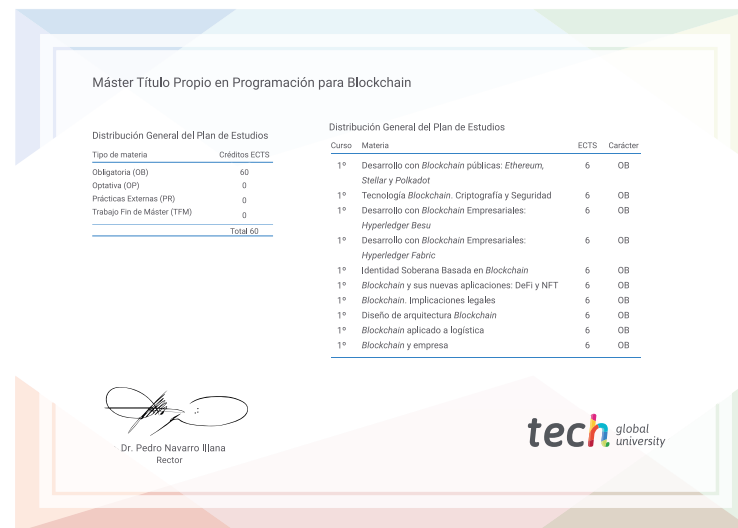 Máster Título Propio en Programación para Blockchain
Distribución General del Plan de Estudios
Tipo de materia Créditos ECTS
Obligatoria (OB) 60
Optativa (OP) 0
Prácticas Externas (PR) 0
Trabajo Fin de Máster (TFM) 0
Total 60
Distribución General del Plan de Estudios
Curso Materia ECTS Carácter
1º Desarrollo con Blockchain públicas: Ethereum, 6 OB
Stellar y Polkadot
1º Tecnología Blockchain. Criptografía y Seguridad 6 OB
1º Desarrollo con Blockchain Empresariales: 6 OB
Hyperledger Besu
1º Desarrollo con Blockchain Empresariales: 6 OB
Hyperledger Fabric
1º Identidad Soberana Basada en Blockchain 6 OB
1º Blockchain y sus nuevas aplicaciones: DeFi y NFT 6 OB
1º Blockchain. Implicaciones legales 6 OB
1º Diseño de arquitectura Blockchain 6 OB
1º Blockchain aplicado a logística 6 OB
1º Blockchain y empresa 6 OB
Dr. Pedro Navarro Illana
Rector
tech global
university